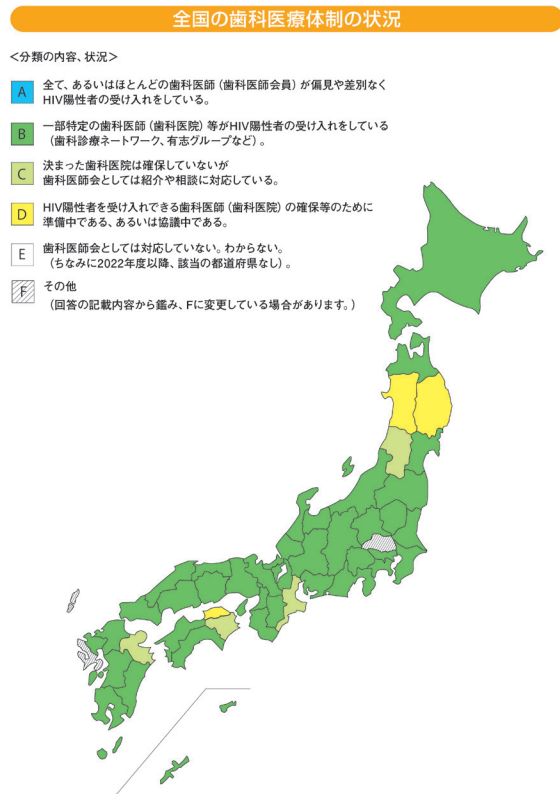 全国の歯科医療体制の状況
＜分類の内容、状況＞
A 全て、あるいはほとんどの歯科医師（歯科医師会員）が偏見や差別なく
HIV陽性者の受け入れをしている。
B 一部特定の歯科医師（歯科医院）等がHIV陽性者の受け入れをしている
（歯科診療ネットワーク、有志グループなど）。
C 決まった歯科医院は確保していないが
歯科医師会としては紹介や相談に対応している。
D HIV陽性者を受け入れできる歯科医師（歯科医院）の確保等のために
準備中である、あるいは協議中である。
E 歯科医師会としては対応していない。わからない。
（ちなみに2022年度以降、該当の都道府県なし）。
F その他
（回答の記載内容から鑑み、Fに変更している場合があります。）